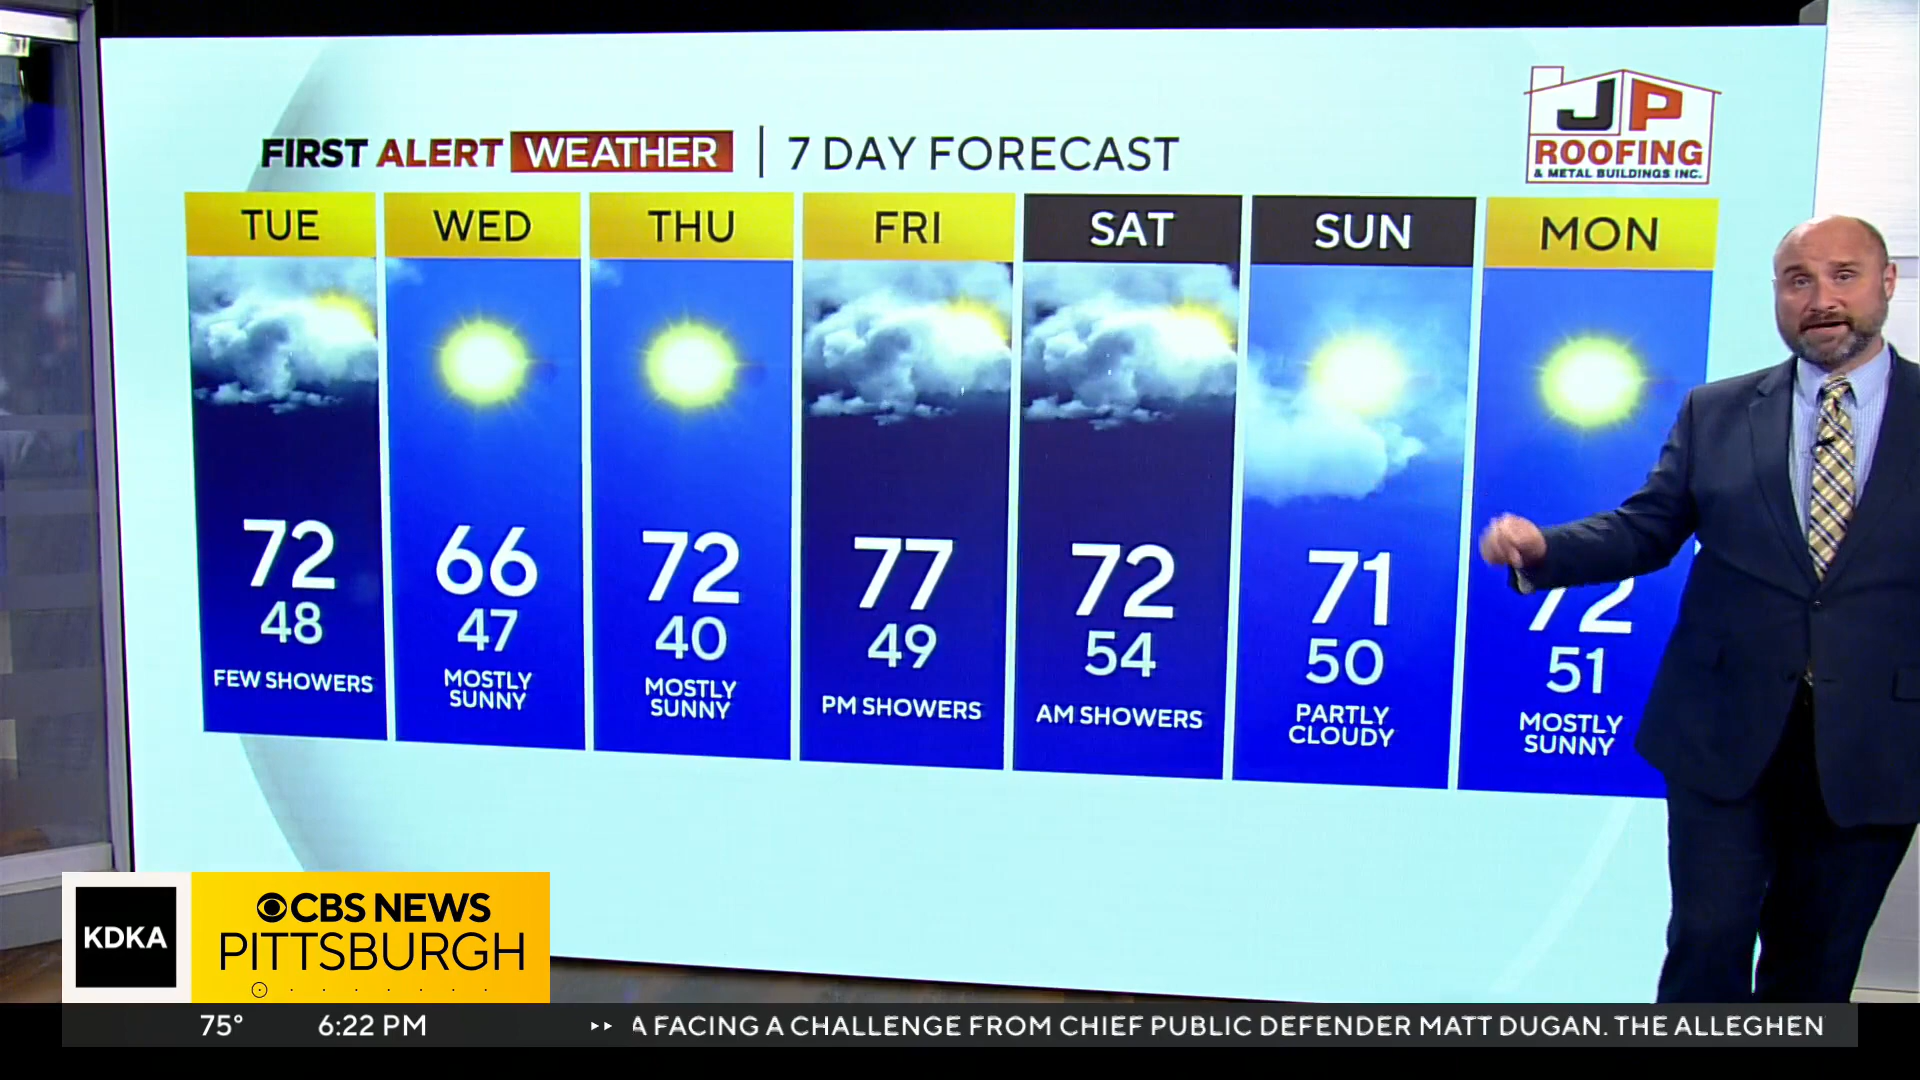 FIRST ALERT WEATHER | 7 DAY FORECAST
JP
ROOFING
& METAL BUILDINGS INC.
TUE
72
48
FEW SHOWERS
WED
66
47
MOSTLY
SUNNY
THU
72
40
MOSTLY
SUNNY
FRI
77
49
PM SHOWERS
SAT
72
54
AM SHOWERS
SUN
71
50
PARTLY
CLOUDY
MON
72
51
MOSTLY
SUNNY
KDKA
CBS NEWS
PITTSBURGH
75° 6:22 PM A FACING A CHALLENGE FROM CHIEF PUBLIC DEFENDER MATT DUGAN. THE ALLEGHEN